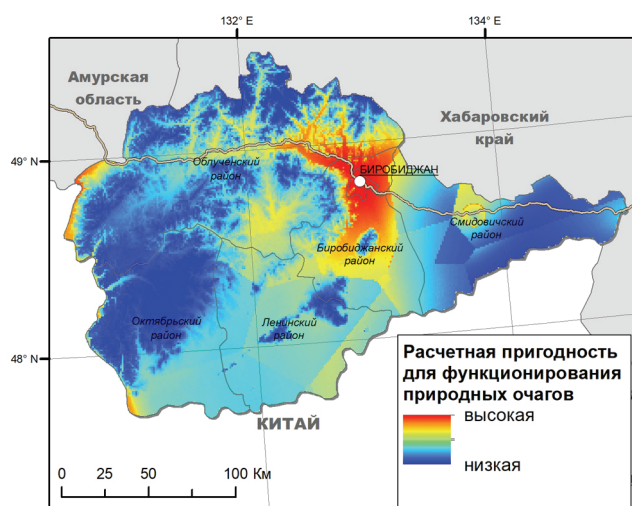 132° E
134° E
Амурская
область
Хабаровский
край
49° N
Облученский
район
БИРОБИДЖАН
Смидовичский
район
Биробиджанский
район
Октябрьский
район
Ленинский
район
48° N
КИТАЙ
Расчетная пригодность
для функционирования
природных очагов
высокая
низкая
0 25 50 100 Км